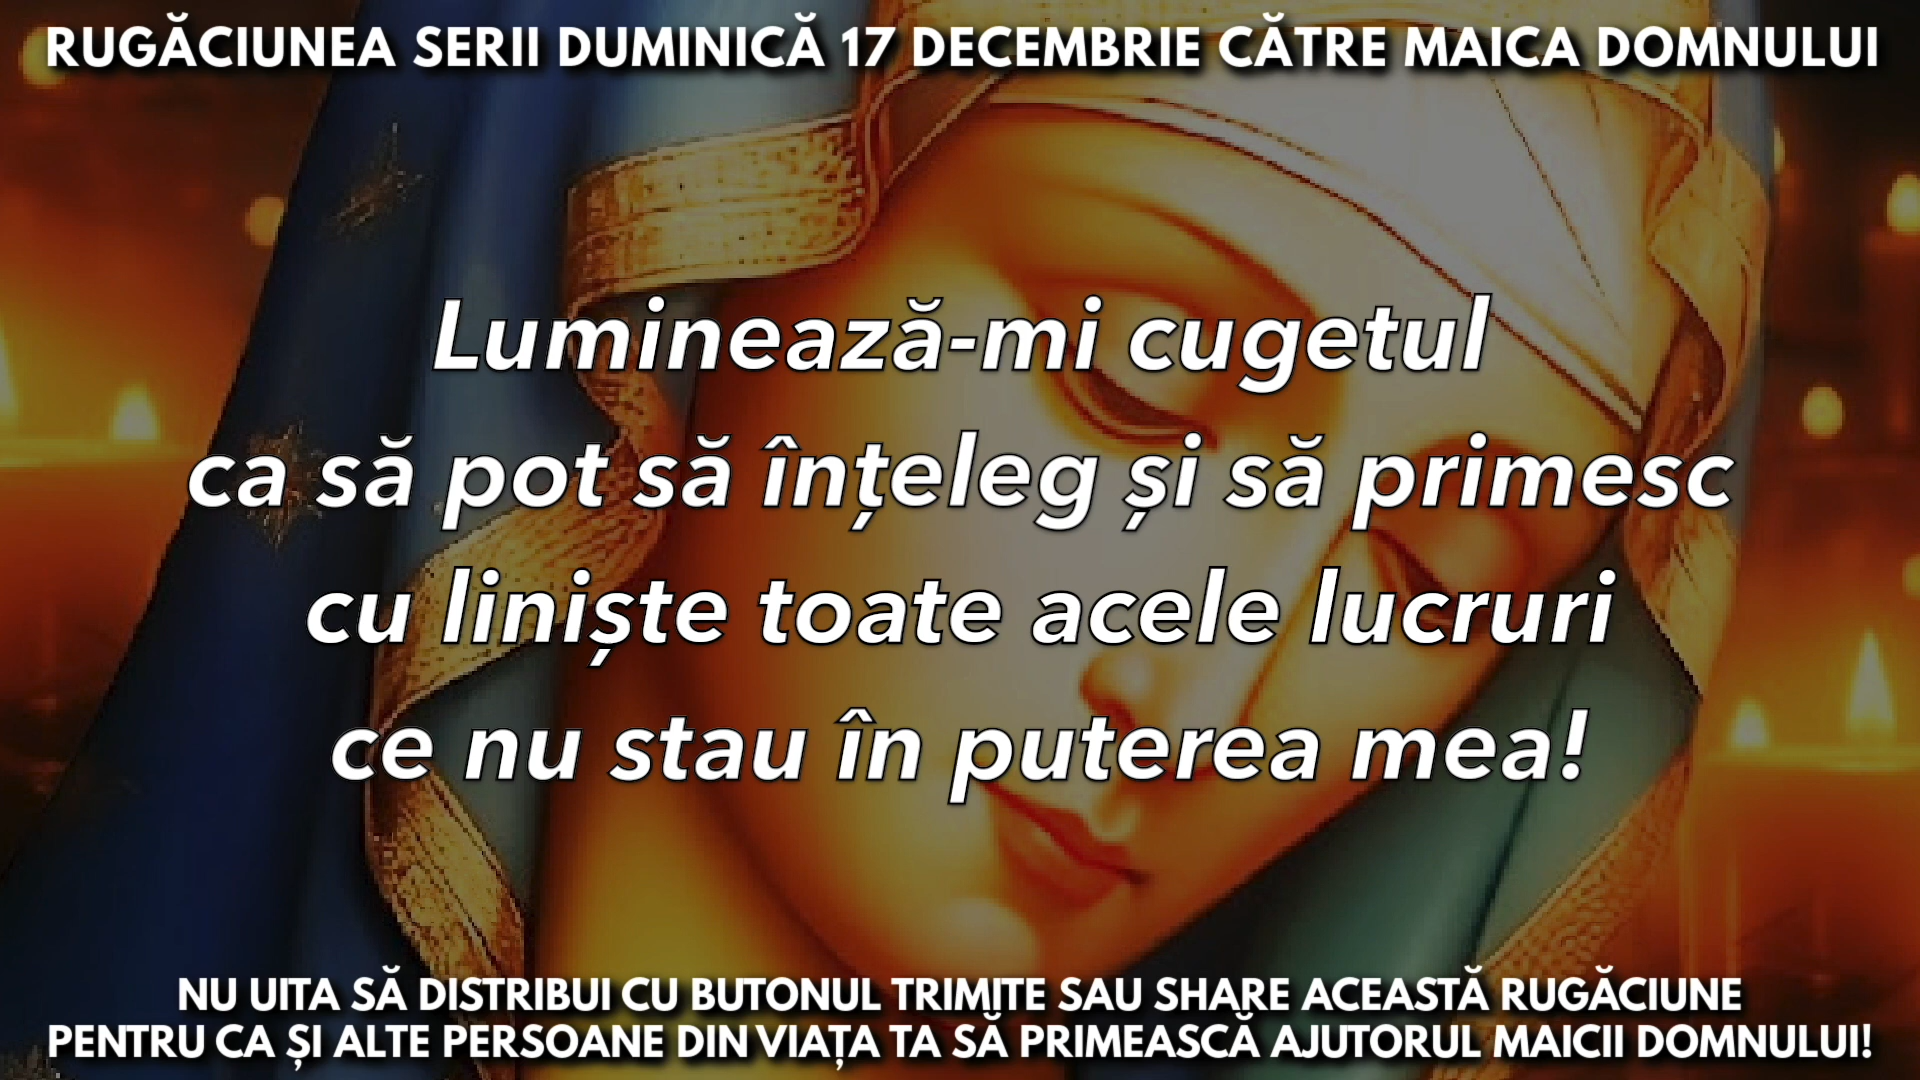 RUGĂCIUNEA SERII DUMINICĂ 17 DECEMBRIE CĂTRE MAICA DOMNULUI
Luminează-mi cugetul
ca să pot să înțeleg și să primesc
cu liniște toate acele lucruri
ce nu stau în puterea mea!
NU UITA SĂ DISTRIBUI CU BUTONUL TRIMITE SAU SHARE ACEASTĂ RUGĂCIUNE
PENTRU CA ȘI ALTE PERSOANE DIN VIAȚA TA SĂ PRIMEASCĂ AJUTORUL MAICII DOMNULUI!